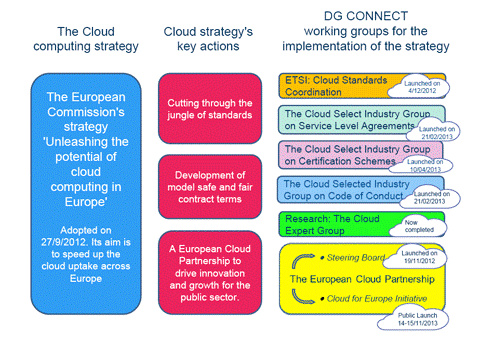 The Cloud
computing strategy
Cloud strategy's
key actions
DG CONNECT
working groups for the
implementation of the strategy
The European
Commission's
strategy
'Unleashing the
potential of
cloud
computing in
Europe'
Adopted on
27/9/2012. Its aim is
to speed up the
cloud uptake across
Europe
Cutting through the
jungle of standards
Development of
model safe and fair
contract terms
A European Cloud
Partnership to
drive innovation
and growth for the
public sector.
ETSI: Cloud Standards
Coordination
Launched on
4/12/2012
The Cloud Select Industry Group
on Service Level Agreements
Launched on
21/02/2013
The Cloud Select Industry Group
on Certification Schemes
Launched on
10/04/2013
The Cloud Selected Industry
Group on Code of Conduct
Launched on
21/02/2013
Research: The Cloud
Expert Group
Now
completed
• Steering Board
Launched on
19/11/2012
The European Cloud Partnership
• Cloud for Europe Initiative
Public Launch
14-15/11/2013